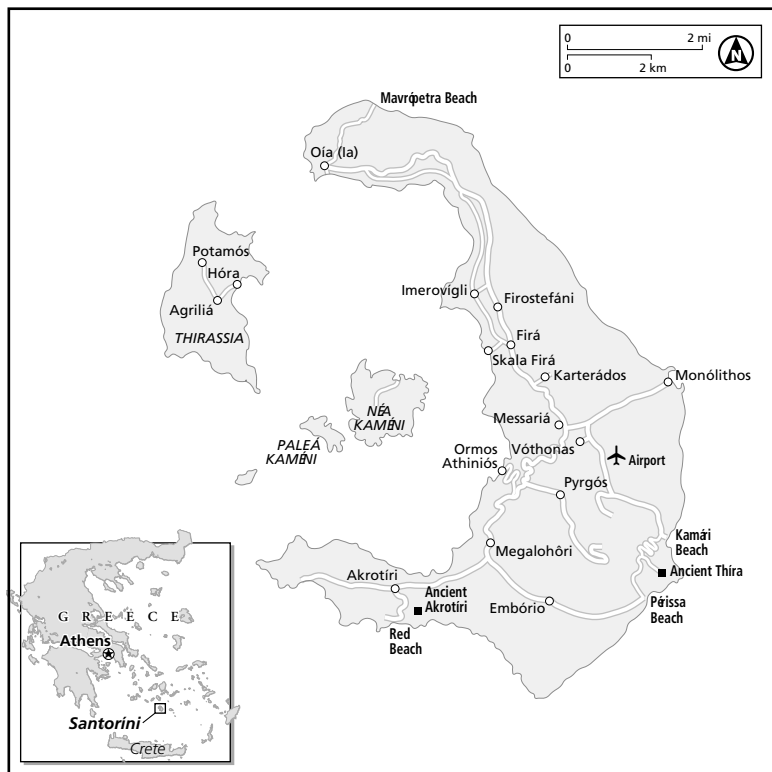 0 2 mi
0 2 km
N
Mavrópetra Beach
Oía (Ia)
Potamós
Hóra
Agriliá
THIRASSIA
Imerovígli
Firostefáni
Firá
Skala Firá
Karterádos
Monólithos
NÉA
KAMÉNI
Messariá
PALEÁ
KAMÉNI
Ormos
Athiniós
Vóthonas
Airport
Pyrgós
Kamári
Beach
Megalohôri
Ancient Thíra
Akrotíri
Ancient
Akrotíri
Embório
Périssa
Beach
Red
Beach
GREECE
Athens
Santoríni
Crete